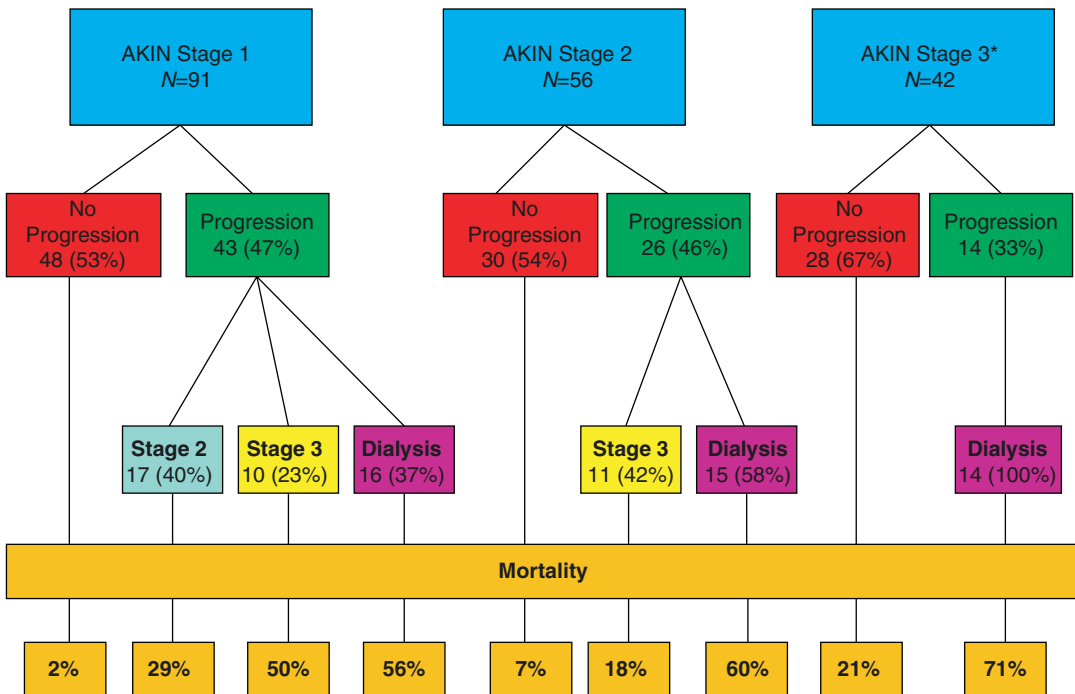 AKIN Stage 1
N=91
AKIN Stage 2
N=56
AKIN Stage 3*
N=42
No
Progression
48 (53%)
Progression
43 (47%)
No
Progression
30 (54%)
Progression
26 (46%)
No
Progression
28 (67%)
Progression
14 (33%)
Stage 2
17 (40%)
Stage 3
10 (23%)
Dialysis
16 (37%)
Stage 3
11 (42%)
Dialysis
15 (58%)
Dialysis
14 (100%)
Mortality
2%
29%
50%
56%
7%
18%
60%
21%
71%